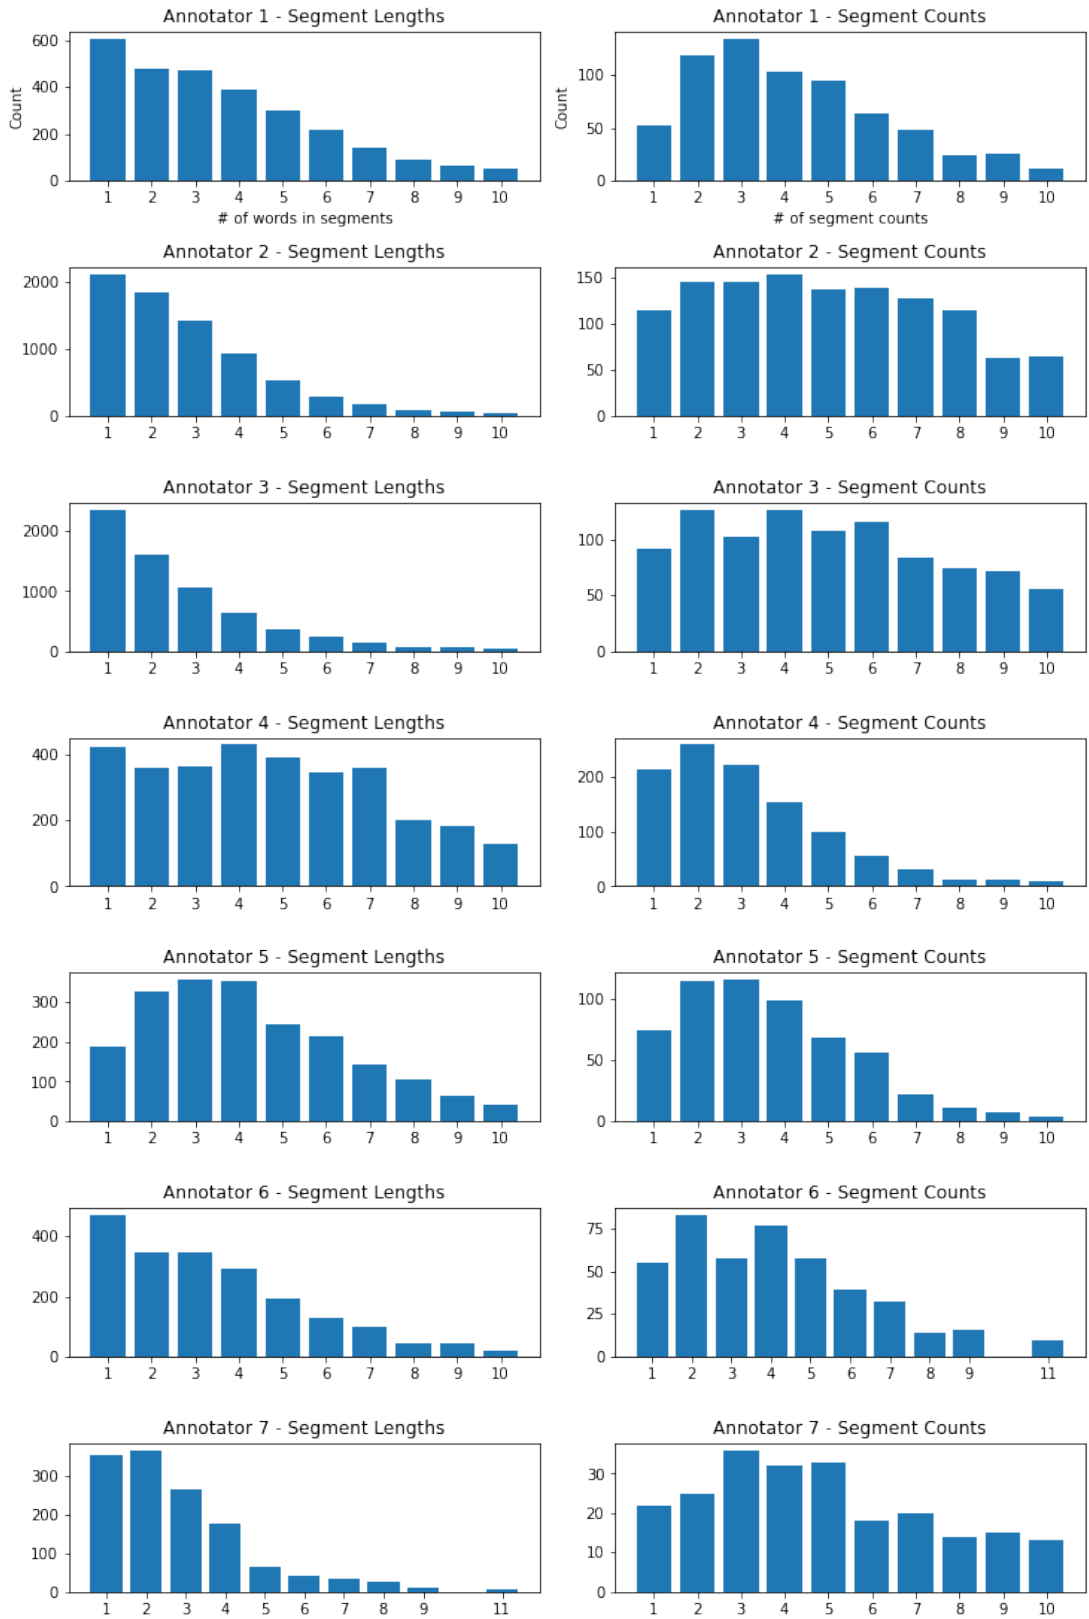 Annotator 1 - Segment Lengths
600
400
200
0
Count
1 2 3 4 5 6 7 8 9 10
# of words in segments
Annotator 1 - Segment Counts
100
50
0
Count
1 2 3 4 5 6 7 8 9 10
# of segment counts
Annotator 2 - Segment Lengths
2000
1000
0
1 2 3 4 5 6 7 8 9 10
Annotator 2 - Segment Counts
150
100
50
0
1 2 3 4 5 6 7 8 9 10
Annotator 3 - Segment Lengths
2000
1000
0
1 2 3 4 5 6 7 8 9 10
Annotator 3 - Segment Counts
100
50
0
1 2 3 4 5 6 7 8 9 10
Annotator 4 - Segment Lengths
400
200
0
1 2 3 4 5 6 7 8 9 10
Annotator 4 - Segment Counts
200
100
0
1 2 3 4 5 6 7 8 9 10
Annotator 5 - Segment Lengths
300
200
100
0
1 2 3 4 5 6 7 8 9 10
Annotator 5 - Segment Counts
100
50
0
1 2 3 4 5 6 7 8 9 10
Annotator 6 - Segment Lengths
400
200
0
1 2 3 4 5 6 7 8 9 10
Annotator 6 - Segment Counts
75
50
25
0
1 2 3 4 5 6 7 8 9 11
Annotator 7 - Segment Lengths
300
200
100
0
1 2 3 4 5 6 7 8 9 11
Annotator 7 - Segment Counts
30
20
10
0
1 2 3 4 5 6 7 8 9 10